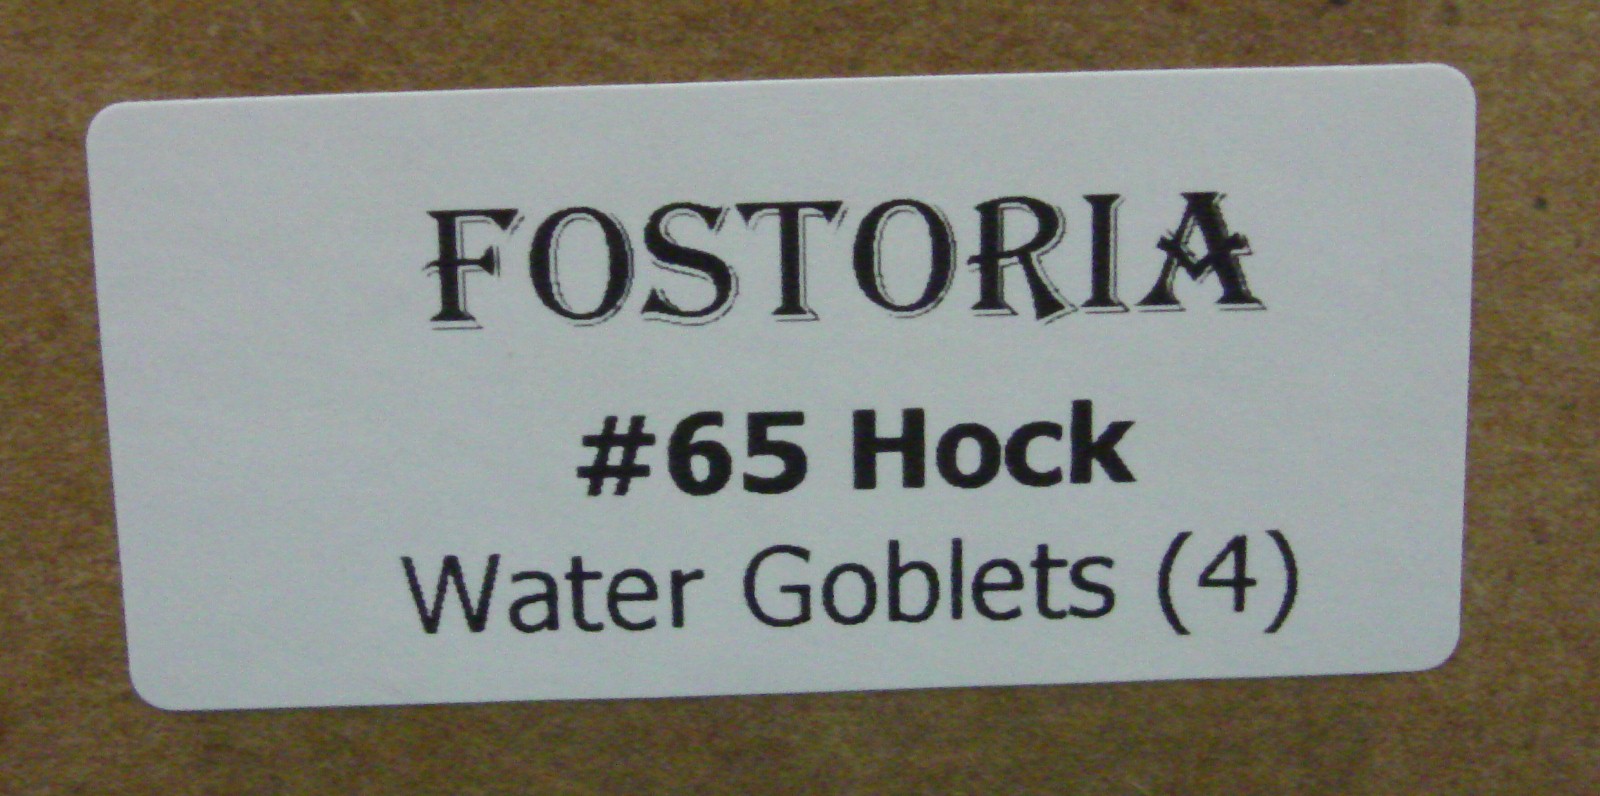 FOSTORIA
#65 Hock
Water Goblets (4)